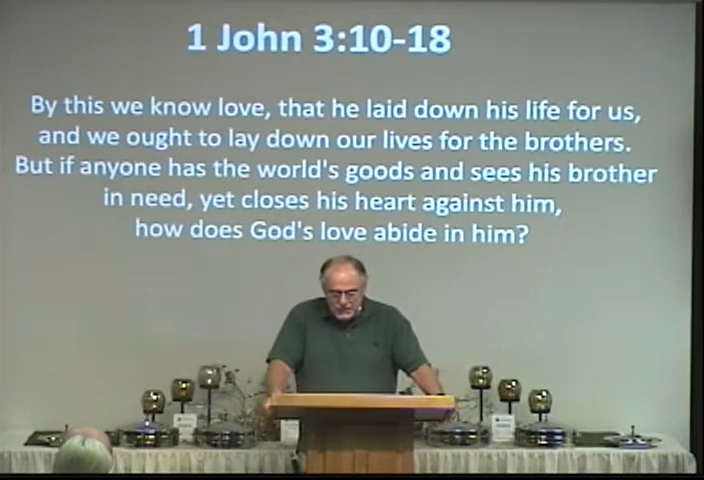 1 John 3:10-18
By this we know love, that he laid down his life for us,
and we ought to lay down our lives for the brothers.
But if anyone has the world's goods and sees his brother
in need, yet closes his heart against him,
how does God's love abide in him?